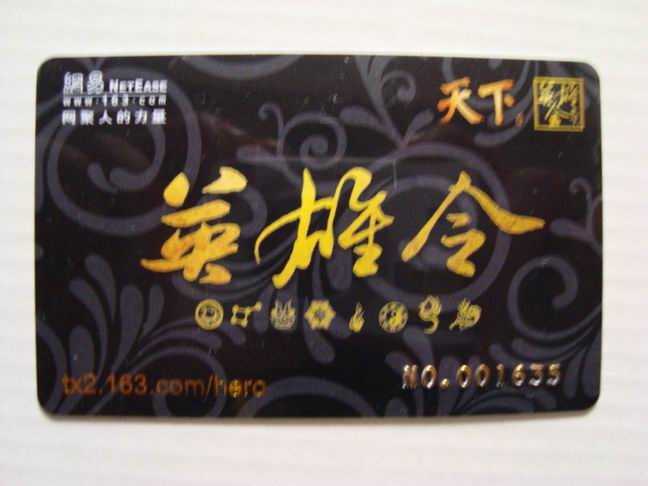 網易 NETEASE
www.163.com
网聚人的力量
天下
英雄令
tx2.163.com/hero
NO.001635